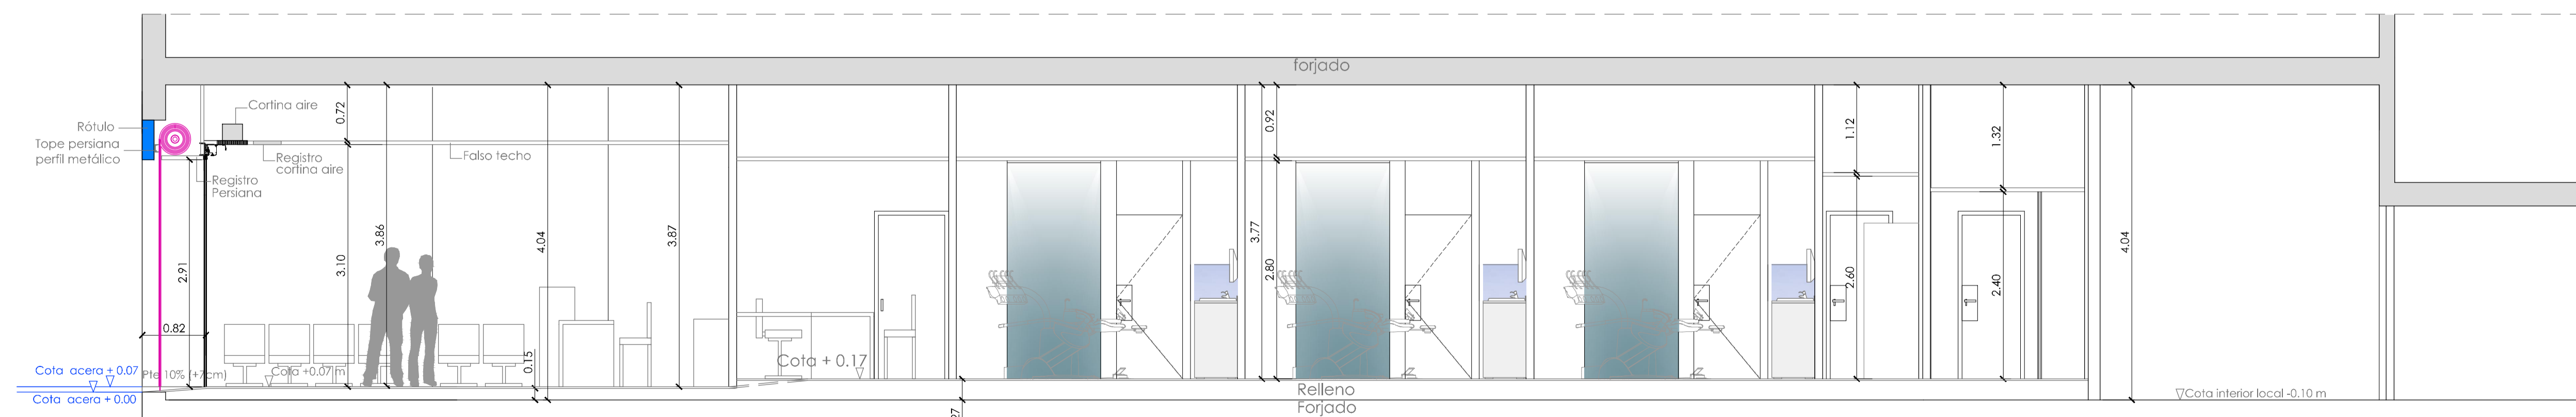 forjado
Cortina aire
Rótulo
Tope persiana
perfil metálico
Registro
cortina aire
Falso techo
Registro
Persiana
0.72
3.86
3.10
2.91
0.82
4.04
3.87
0.15
0.92
3.77
2.80
1.12
2.60
1.32
2.40
4.04
Cota acera + 0.07
Pte 10% (+7cm)
Cota +0.07 m
Cota + 0.17
Cota acera + 0.00
Relleno
Forjado
Cota interior local -0.10 m